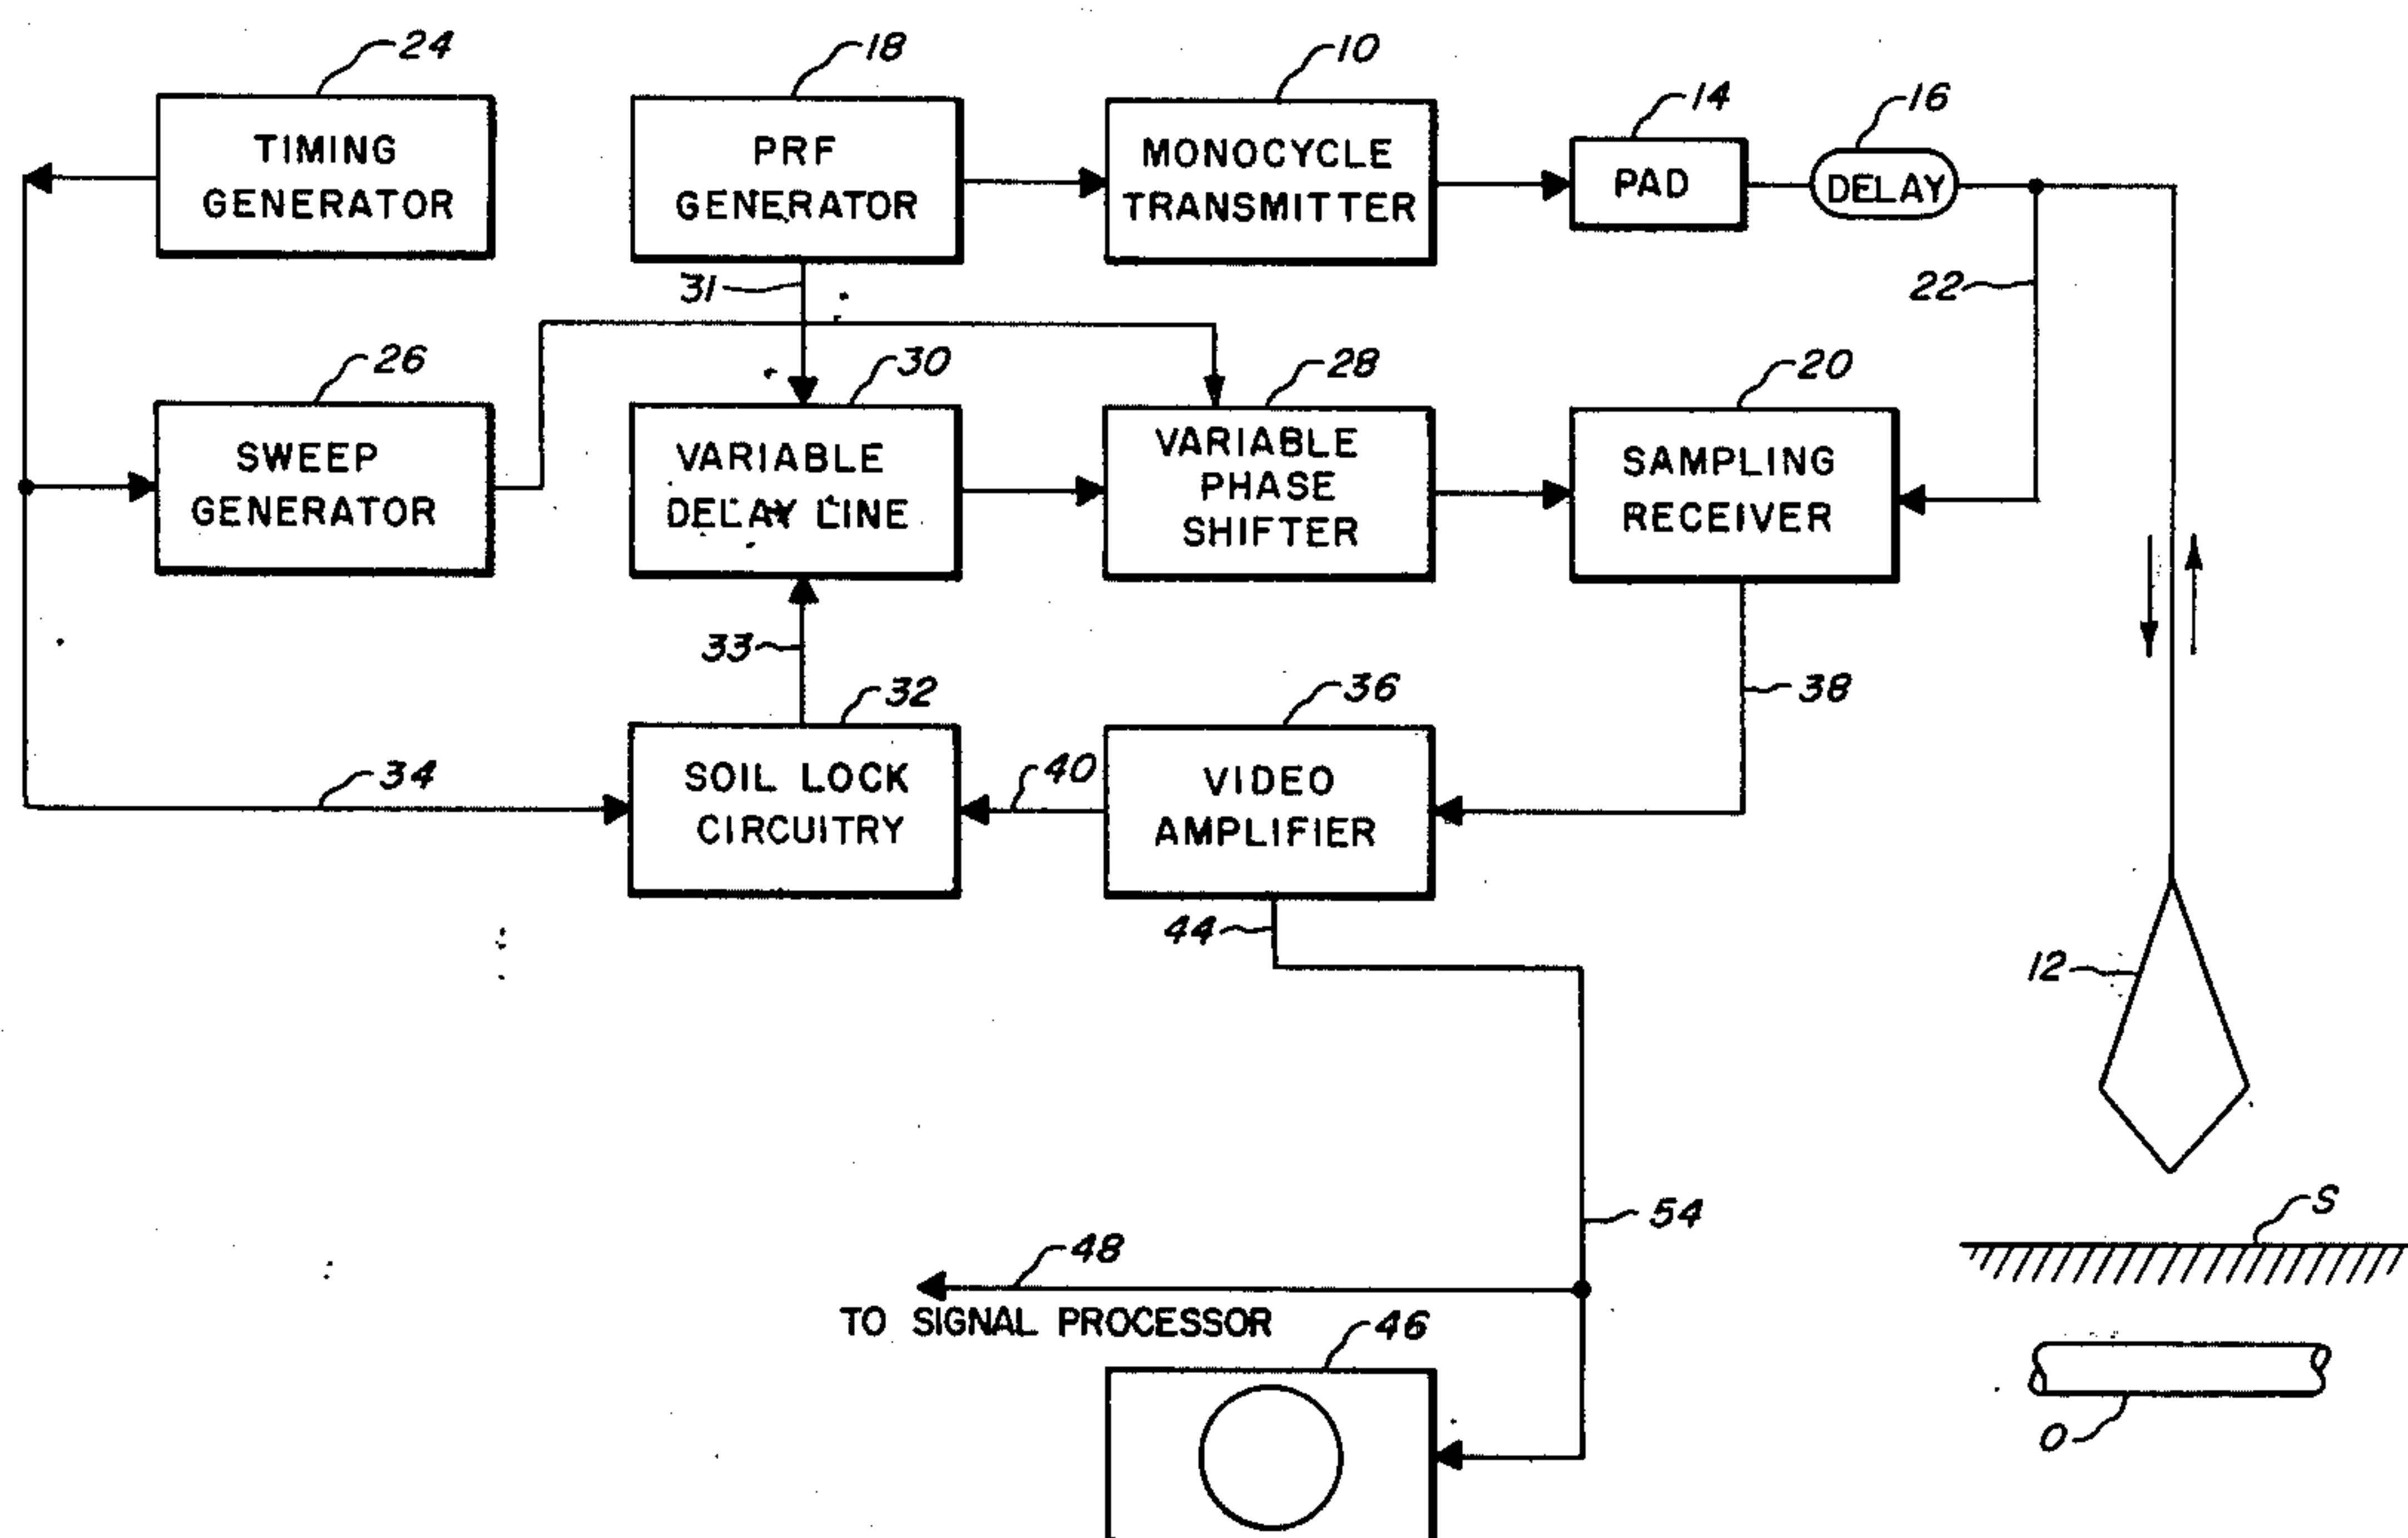 24
18
10
14
16
TIMING
GENERATOR
PRF
GENERATOR
MONOCYCLE
TRANSMITTER
PAD
DELAY
31
22
26
30
28
20
SWEEP
GENERATOR
VARIABLE
DELAY LINE
VARIABLE
PHASE
SHIFTER
SAMPLING
RECEIVER
33
38
32
36
34
SOIL LOCK
CIRCUITRY
40
VIDEO
AMPLIFIER
44
12
54
S
48
TO SIGNAL PROCESSOR
46
O